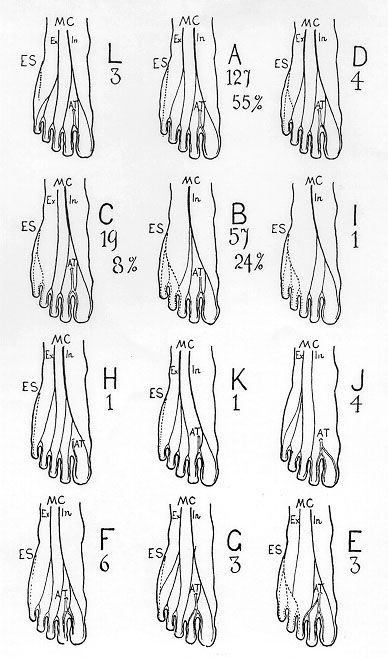 MC
Ex In
ES
L
3
AT
MC
Ex In
ES
A
127
55%
AT
MC
Ex In
ES
D
4
AT
MC
Ex In
ES
C
19
8%
AT
MC
In
ES
B
57
24%
AT
MC
In
ES
I
1
MC
Ex In
ES
H
1
AT
MC
Ex In
ES
K
1
AT
MC
J
4
AT
MC
Ex In
ES
F
6
AT
MC
Ex In
ES
G
3
AT
MC
Ex In
ES
E
3
AT